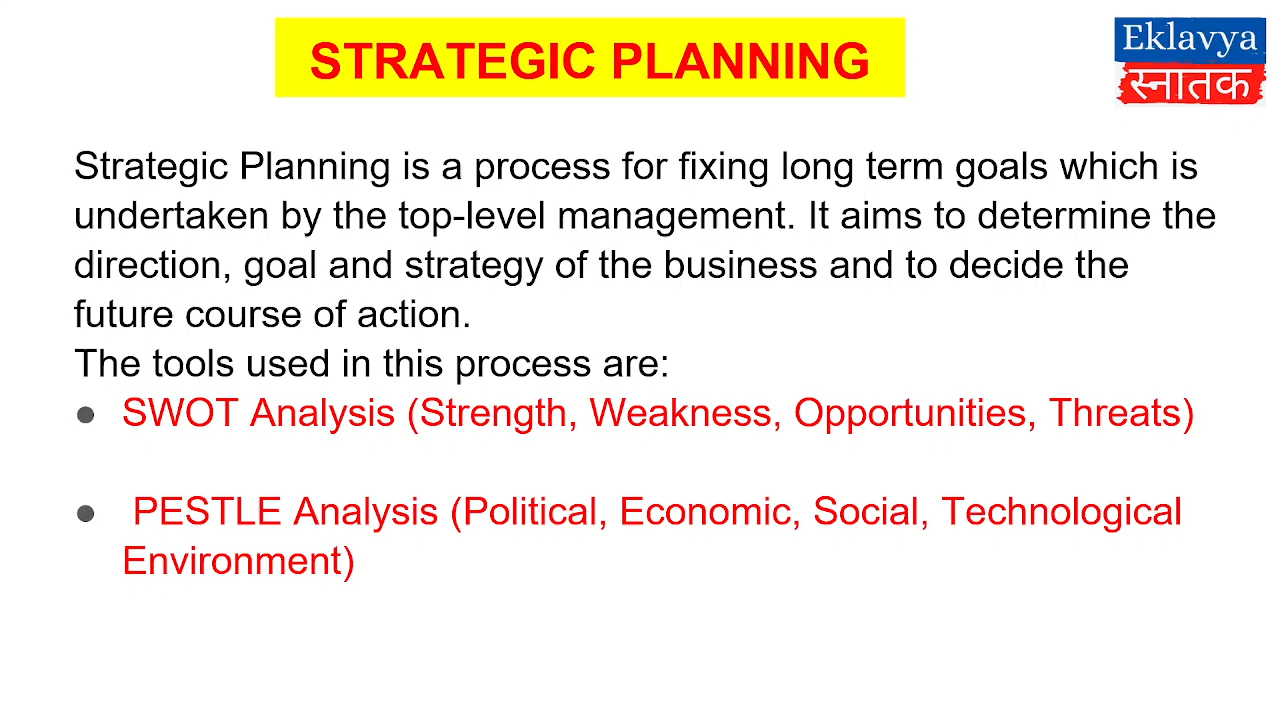 STRATEGIC PLANNING
Eklavya
स्नातक
Strategic Planning is a process for fixing long term goals which is
undertaken by the top-level management. It aims to determine the
direction, goal and strategy of the business and to decide the
future course of action.
The tools used in this process are:
● SWOT Analysis (Strength, Weakness, Opportunities, Threats)
● PESTLE Analysis (Political, Economic, Social, Technological
Environment)